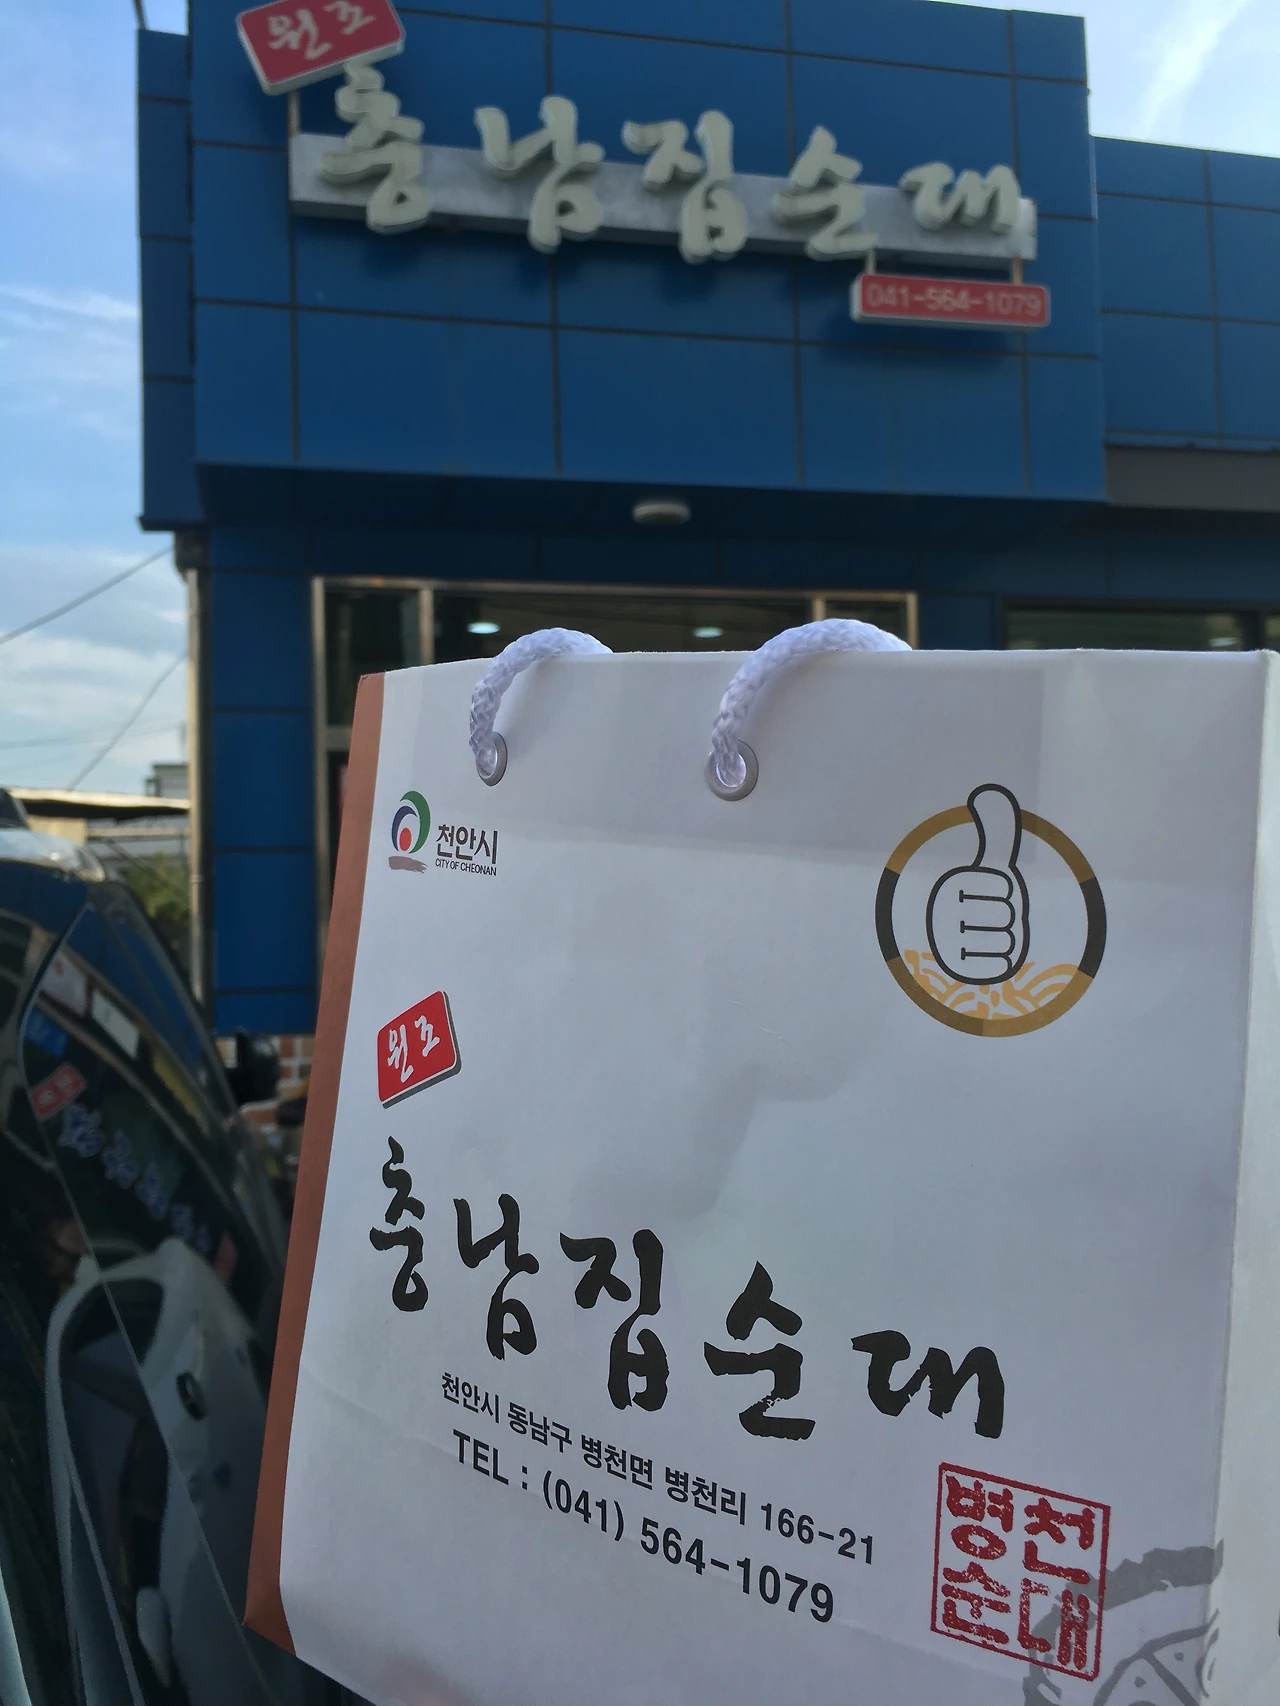 원조
충남집순대
041-564-1079
천안시
CITY OF CHEONAN
원조
충남집순대
천안시 동남구 병천면 병천리 166-21
TEL : (041) 564-1079
병천
순대